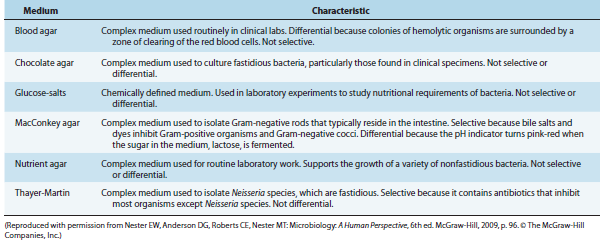 Medium Characteristic
Blood agar Complex medium used routinely in clinical labs. Differential because colonies of hemolytic organisms are surrounded by a
zone of clearing of the red blood cells. Not selective.
Chocolate agar Complex medium used to culture fastidious bacteria, particularly those found in clinical specimens. Not selective or
differential.
Glucose-salts Chemically defined medium. Used in laboratory experiments to study nutritional requirements of bacteria. Not selective or
differential.
MacConkey agar Complex medium used to isolate Gram-negative rods that typically reside in the intestine. Selective because bile salts and
dyes inhibit Gram-positive organisms and Gram-negative cocci. Differential because the pH indicator turns pink-red when
the sugar in the medium, lactose, is fermented.
Nutrient agar Complex medium used for routine laboratory work. Supports the growth of a variety of nonfastidious bacteria. Not selective
or differential.
Thayer-Martin Complex medium used to isolate Neisseria species, which are fastidious. Selective because it contains antibiotics that inhibit
most organisms except Neisseria species. Not differential.
(Reproduced with permission from Nester EW, Anderson DG, Roberts CE, Nester MT: Microbiology: A Human Perspective, 6th ed. McGraw-Hill, 2009, p. 96. © The McGraw-Hill
Companies, Inc.)